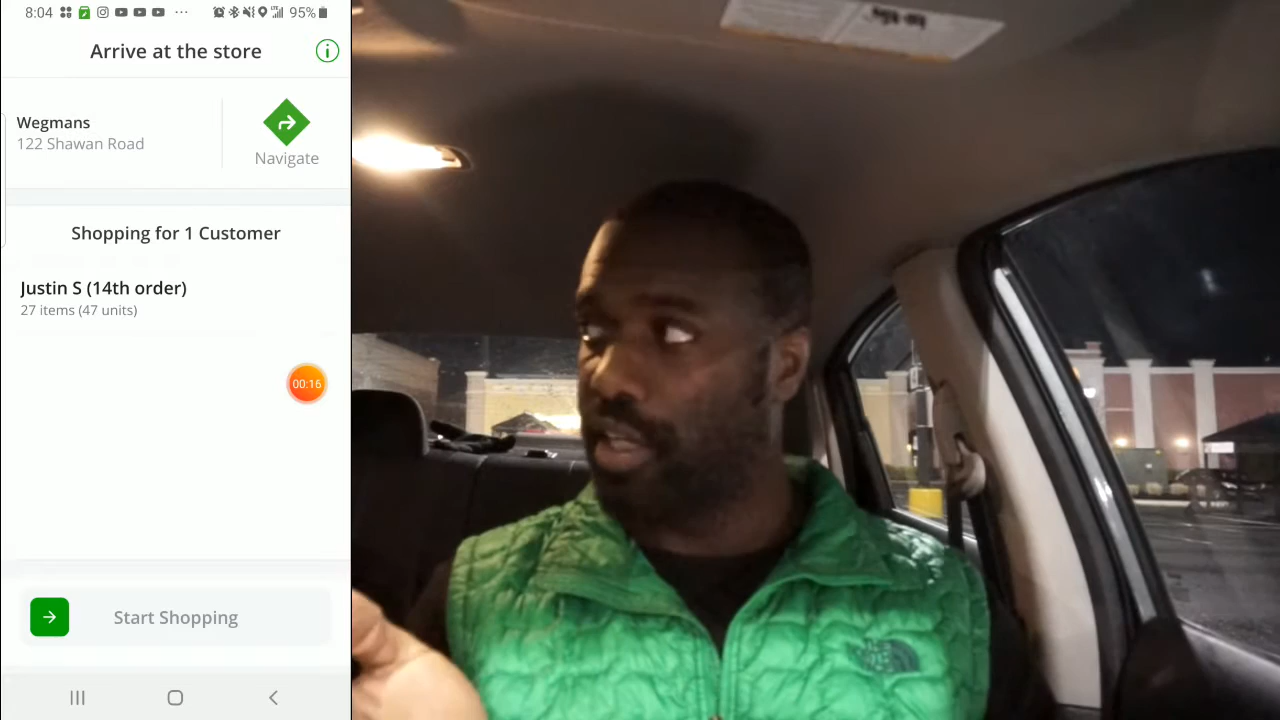 8:04 ... 95%
Arrive at the store
Wegmans
122 Shawan Road
Navigate
Shopping for 1 Customer
Justin S (14th order)
27 items (47 units)
00:16
Start Shopping